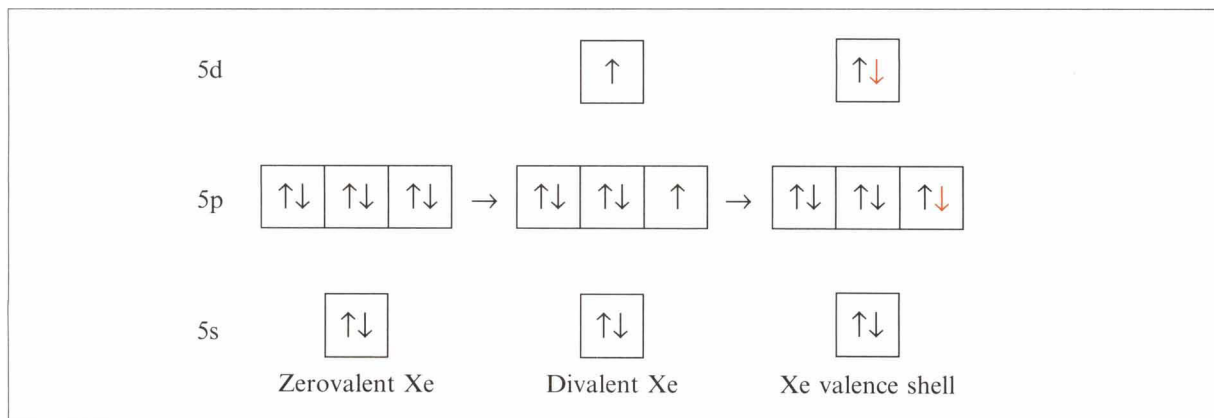 5d ↑ ↑↓
5p ↑↓ ↑↓ ↑↓ → ↑↓ ↑↓ ↑ → ↑↓ ↑↓ ↑↓
5s ↑↓ ↑↓ ↑↓
Zerovalent Xe Divalent Xe Xe valence shell